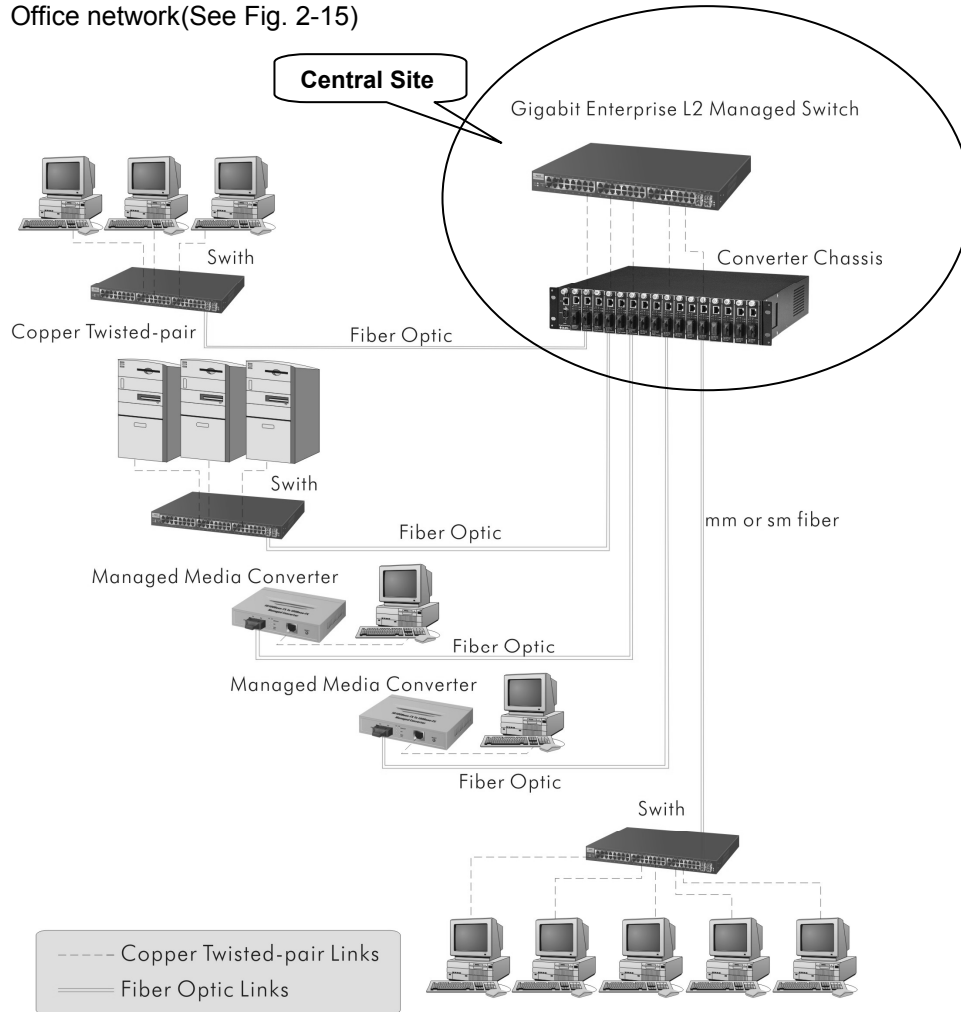 Office network(See Fig. 2-15)
Central Site
Gigabit Enterprise L2 Managed Switch
Swith
Converter Chassis
Copper Twisted-pair
Fiber Optic
Swith
mm or sm fiber
Fiber Optic
Managed Media Converter
Fiber Optic
Managed Media Converter
Fiber Optic
Swith
Copper Twisted-pair Links
Fiber Optic Links